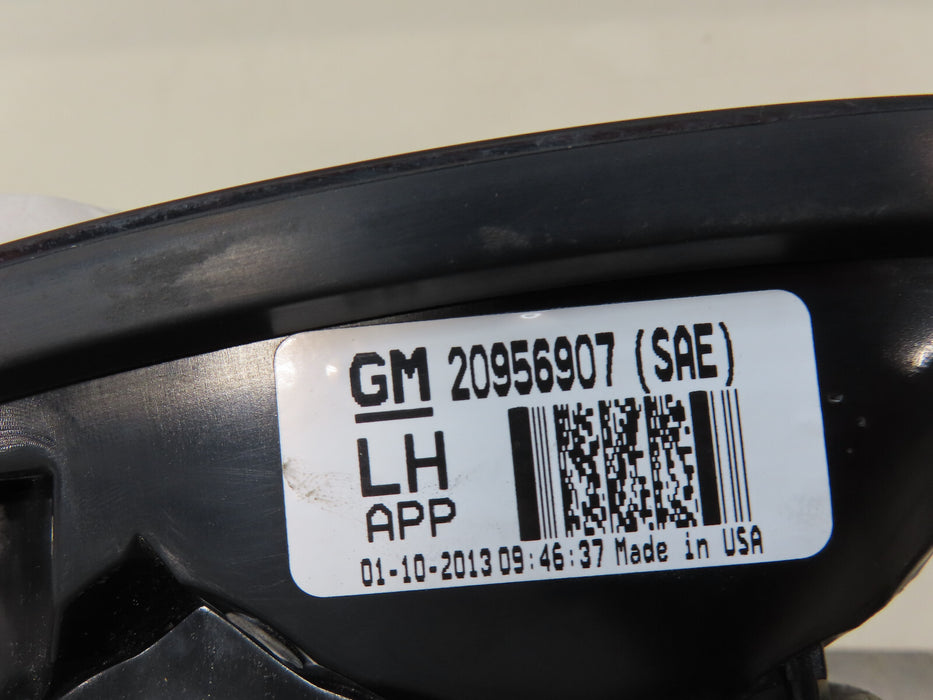 GM 20956907 (SAE)
LH
APP
01-10-2013 09:46:37 Made in USA